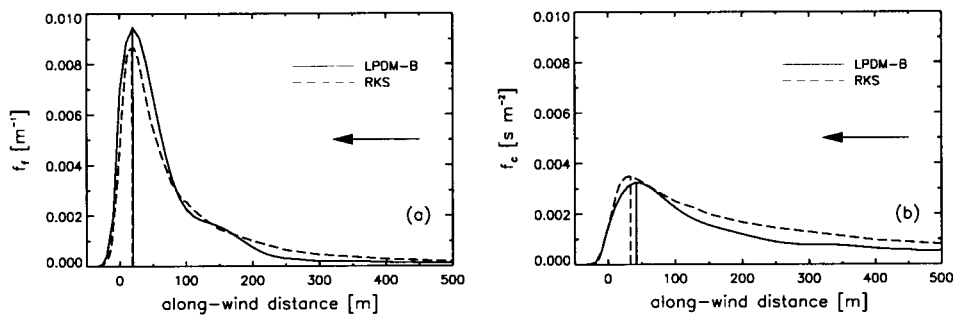 0.010
0.008
0.006
0.004
0.002
0.000
f_f [m⁻¹]
LPDM-B
RKS
(a)
0 100 200 300 400 500
along-wind distance [m]
0.010
0.008
0.006
0.004
0.002
0.000
f_c [s m⁻²]
LPDM-B
RKS
(b)
0 100 200 300 400 500
along-wind distance [m]